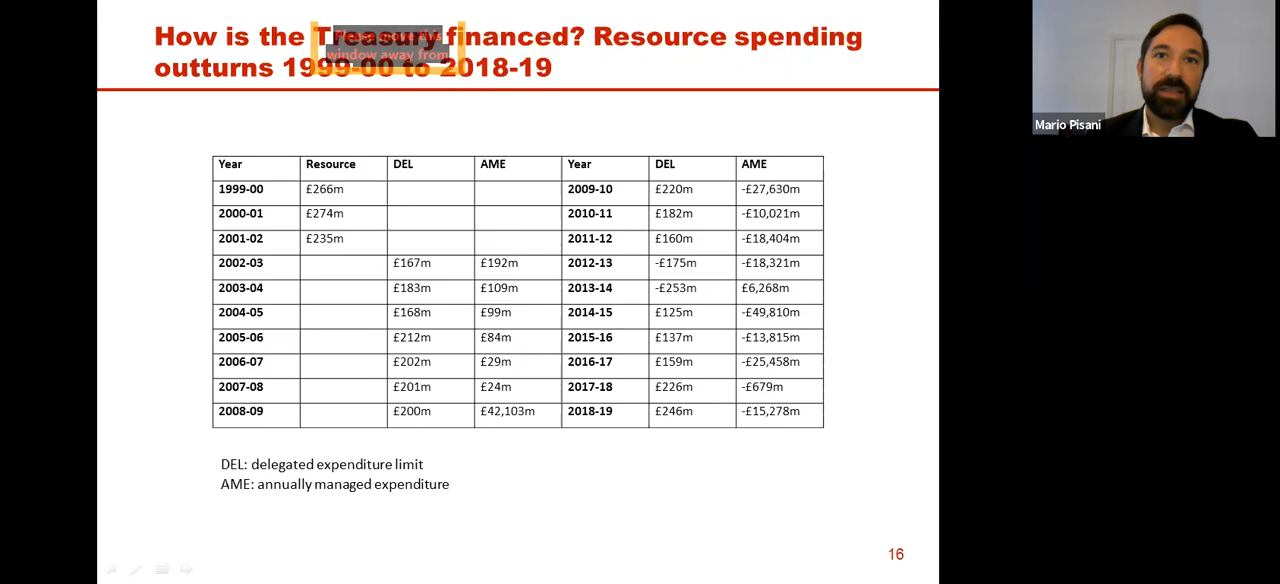 How is the Treasury financed? Resource spending
outturns 1999-00 to 2018-19
Please move this
window away from
Mario Pisani
Year Resource DEL AME Year DEL AME
1999-00 £266m 2009-10 £220m -£27,630m
2000-01 £274m 2010-11 £182m -£10,021m
2001-02 £235m 2011-12 £160m -£18,404m
2002-03 £167m £192m 2012-13 -£175m -£18,321m
2003-04 £183m £109m 2013-14 -£253m £6,268m
2004-05 £168m £99m 2014-15 £125m -£49,810m
2005-06 £212m £84m 2015-16 £137m -£13,815m
2006-07 £202m £29m 2016-17 £159m -£25,458m
2007-08 £201m £24m 2017-18 £226m -£679m
2008-09 £200m £42,103m 2018-19 £246m -£15,278m
DEL: delegated expenditure limit
AME: annually managed expenditure
16